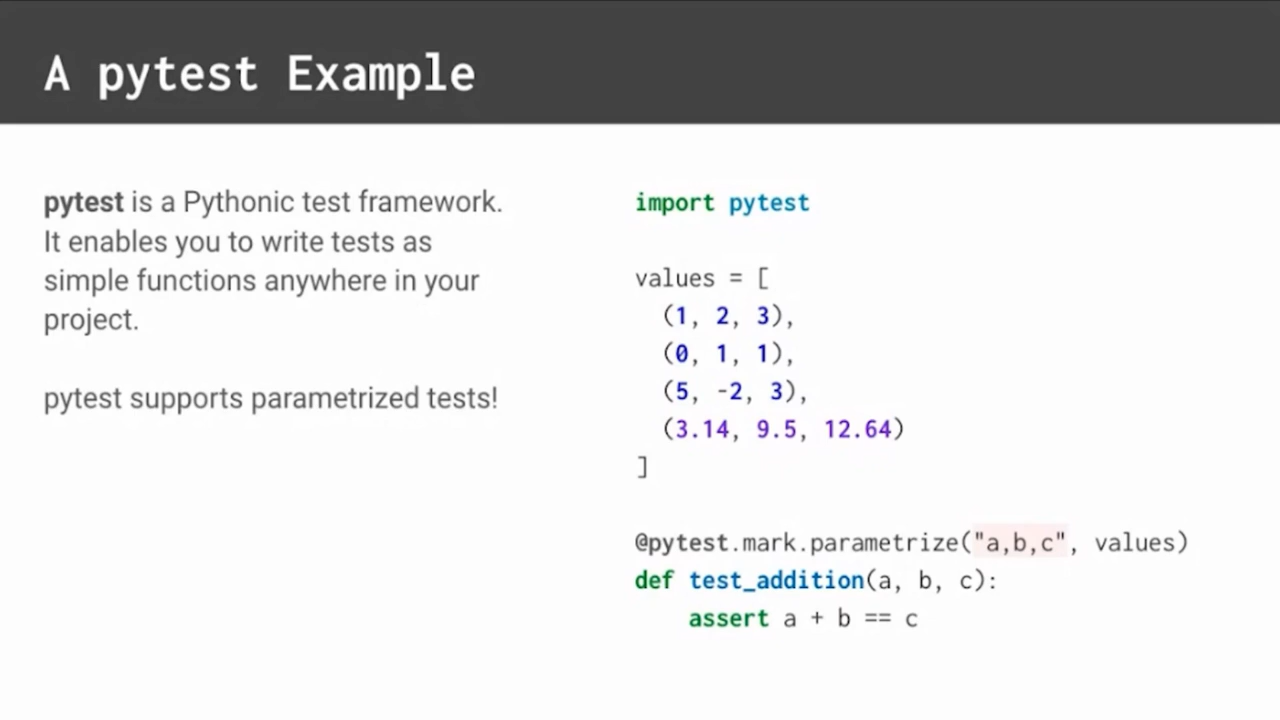 A pytest Example
pytest is a Pythonic test framework.
It enables you to write tests as
simple functions anywhere in your
project.
pytest supports parametrized tests!
import pytest
values = [
  (1, 2, 3),
  (0, 1, 1),
  (5, -2, 3),
  (3.14, 9.5, 12.64)
]
@pytest.mark.parametrize("a,b,c", values)
def test_addition(a, b, c):
    assert a + b == c